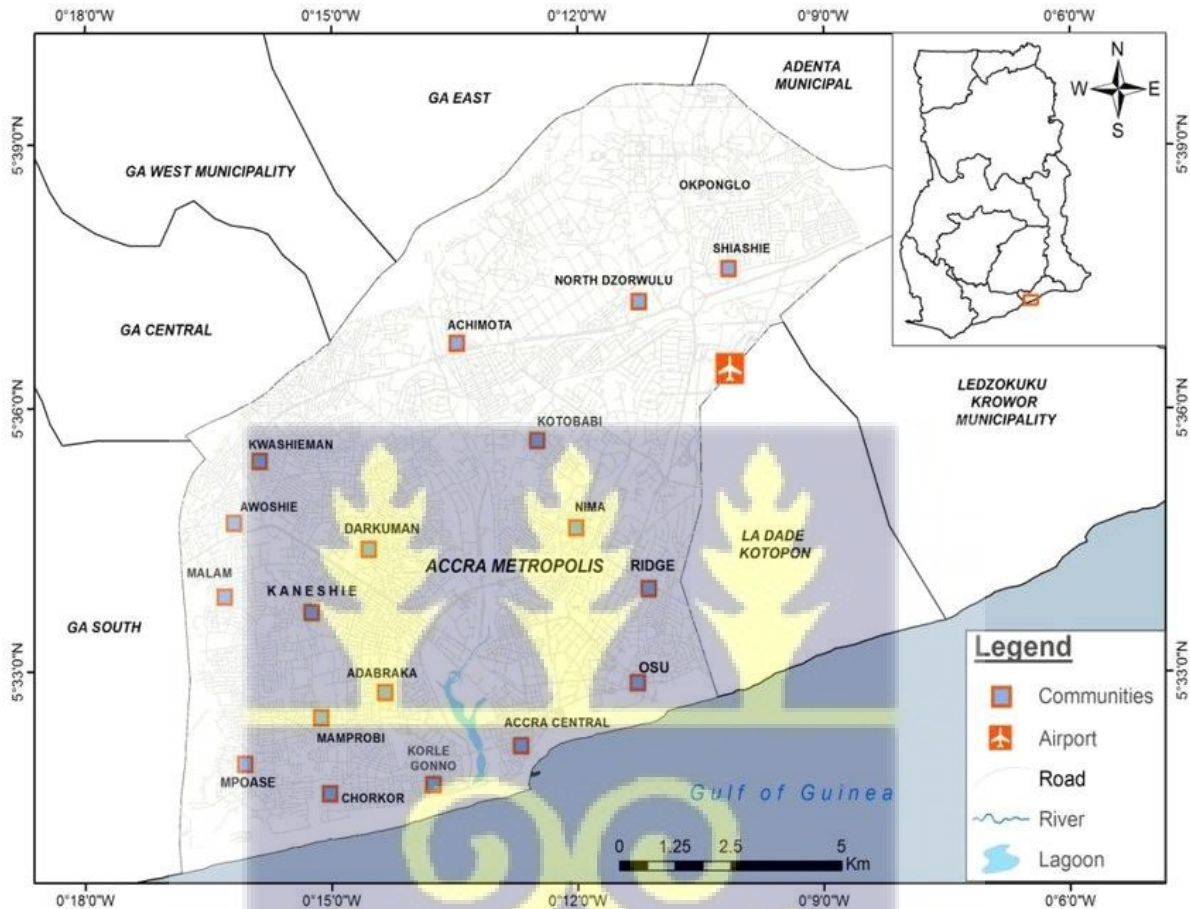 0°18'0"W 0°15'0"W 0°12'0"W 0°9'0"W 0°6'0"W
ADENTA
MUNICIPAL
GA EAST
N
W E
S
5°39'0"N 5°39'0"N
GA WEST MUNICIPALITY
OKPONGLO
SHIASHIE
NORTH DZORWULU
GA CENTRAL
ACHIMOTA
LEDZOKUKU
KROWOR
MUNICIPALITY
5°36'0"N 5°36'0"N
KOTOBABI
KWASHIEMAN
AWOSHIE
NIMA
DARKUMAN
LA DADE
KOTOPON
ACCRA METROPOLIS
RIDGE
MALAM
KANESHIE
GA SOUTH
Legend
5°33'0"N 5°33'0"N
ADABRAKA
OSU
Communities
ACCRA CENTRAL
MAMPROBI
Airport
KORLE
GONNO
MPOASE
CHORKOR
Road
Gulf of Guinea
River
0 1.25 2.5 5
Km
Lagoon
0°18'0"W 0°15'0"W 0°12'0"W 0°9'0"W 0°6'0"W